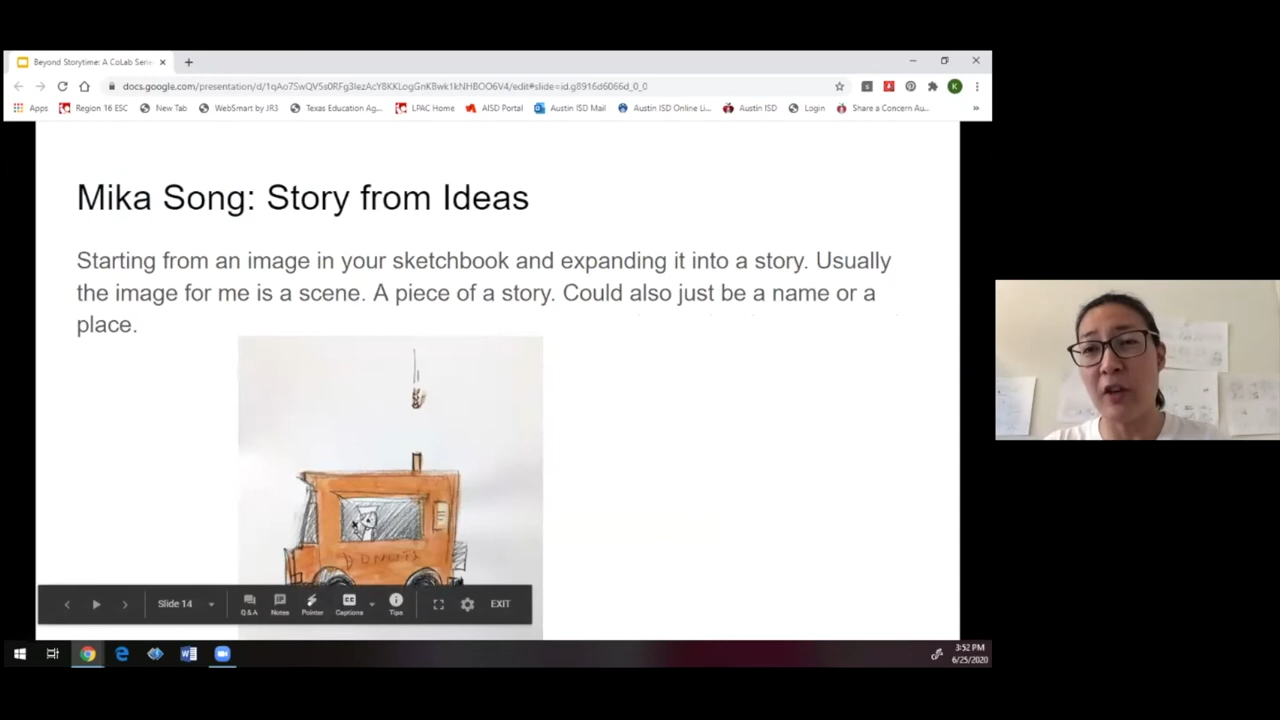 Beyond Storytime: A CoLab Serie
docs.google.com/presentation/d/1qAo7SwQV5s0RFg3IezAcY8KKLogGnKBwk1kNHBOO6V4/edit#slide=id.g8916d6066d_0_0
Apps Region 16 ESC New Tab WebSmart by JR3 Texas Education Ag... LPAC Home AISD Portal Austin ISD Mail Austin ISD Online Li... Austin ISD Login Share a Concern Au... »
Mika Song: Story from Ideas
Starting from an image in your sketchbook and expanding it into a story. Usually
the image for me is a scene. A piece of a story. Could also just be a name or a
place.
DONUTS
Slide 14 Q & A Notes Pointer Captions Tips EXIT
3:52 PM
6/25/2020